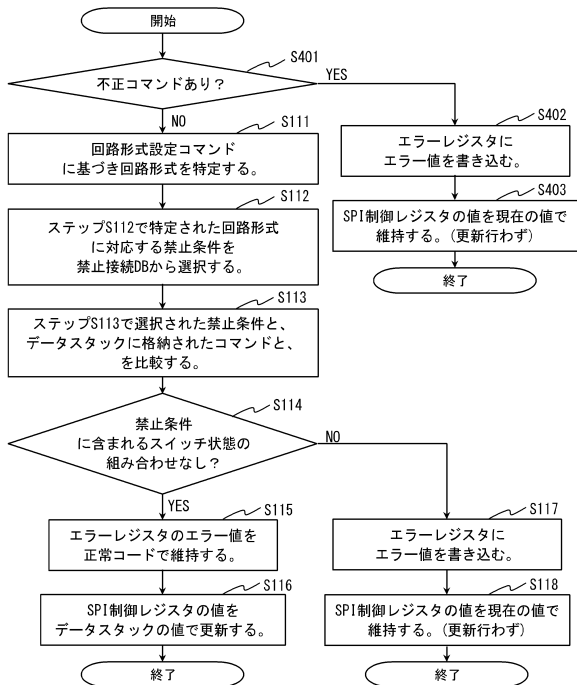 開始
S401
不正コマンドあり？
YES
NO
S111
回路形式設定コマンド
に基づき回路形式を特定する。
S402
エラーレジスタに
エラー値を書き込む。
S112
ステップS112で特定された回路形式
に対応する禁止条件を
禁止接続DBから選択する。
S403
SPI制御レジスタの値を現在の値で
維持する。(更新行わず)
終了
S113
ステップS113で選択された禁止条件と、
データスタックに格納されたコマンドと、
を比較する。
S114
禁止条件
に含まれるスイッチ状態の
組み合わせなし？
NO
YES
S115
エラーレジスタのエラー値を
正常コードで維持する。
S117
エラーレジスタに
エラー値を書き込む。
S116
SPI制御レジスタの値を
データスタックの値で更新する。
S118
SPI制御レジスタの値を現在の値で
維持する。(更新行わず)
終了
終了